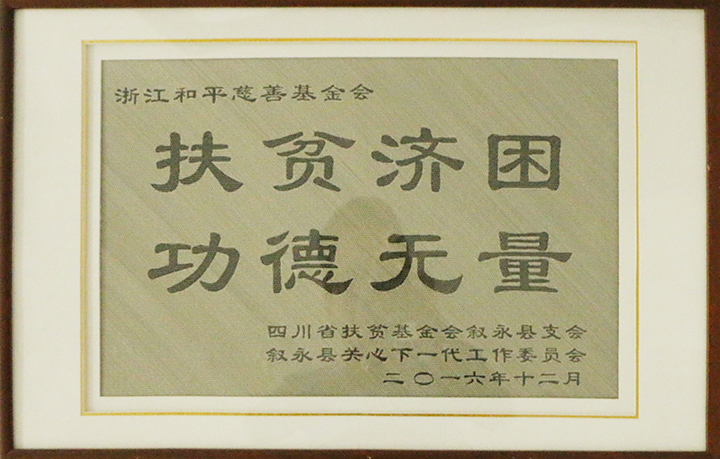 浙江和平慈善基金会
扶贫济困
功德无量
四川省扶贫基金会叙永县支会
叙永县关心下一代工作委员会
二〇一六年十二月